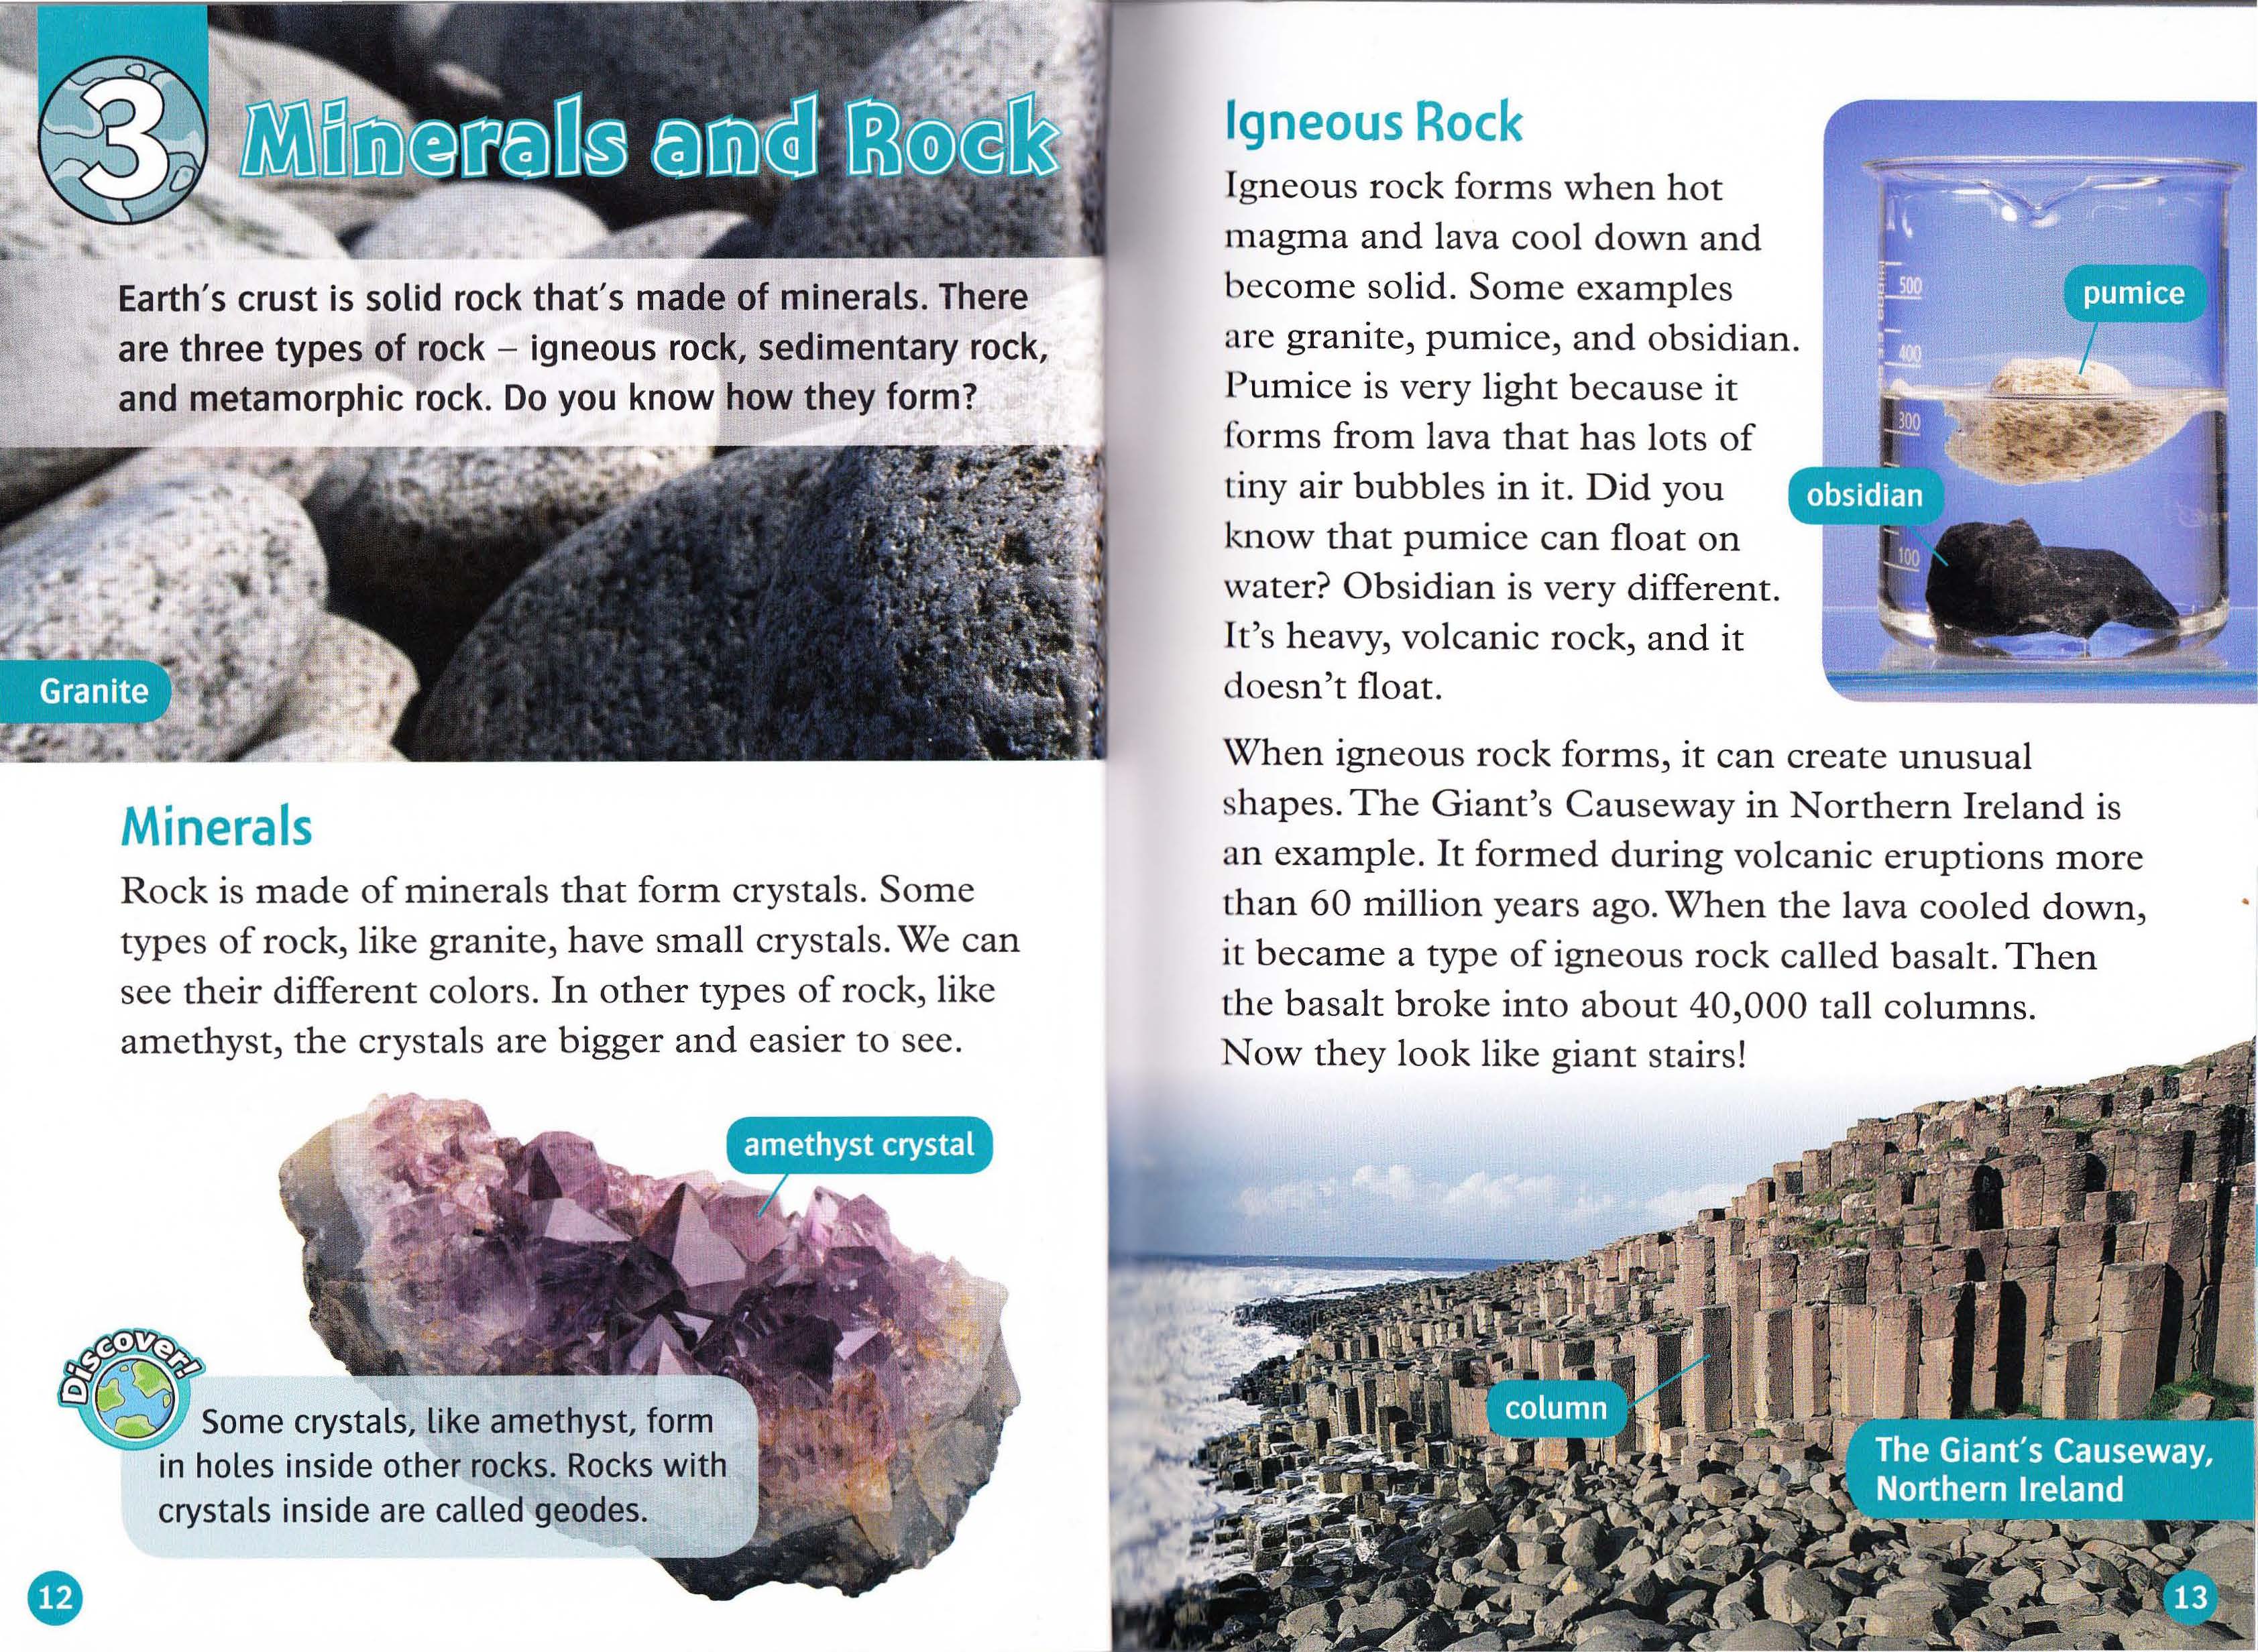 3
Minerals and Rock
Earth's crust is solid rock that's made of minerals. There
are three types of rock – igneous rock, sedimentary rock,
and metamorphic rock. Do you know how they form?
Granite
Minerals
Rock is made of minerals that form crystals. Some
types of rock, like granite, have small crystals. We can
see their different colors. In other types of rock, like
amethyst, the crystals are bigger and easier to see.
amethyst crystal
Discover!
Some crystals, like amethyst, form
in holes inside other rocks. Rocks with
crystals inside are called geodes.
12
Igneous Rock
Igneous rock forms when hot
magma and lava cool down and
become solid. Some examples
are granite, pumice, and obsidian.
Pumice is very light because it
forms from lava that has lots of
tiny air bubbles in it. Did you
know that pumice can float on
water? Obsidian is very different.
It's heavy, volcanic rock, and it
doesn't float.
500
pumice
400
300
obsidian
100
When igneous rock forms, it can create unusual
shapes. The Giant's Causeway in Northern Ireland is
an example. It formed during volcanic eruptions more
than 60 million years ago. When the lava cooled down,
it became a type of igneous rock called basalt. Then
the basalt broke into about 40,000 tall columns.
Now they look like giant stairs!
column
The Giant's Causeway,
Northern Ireland
13